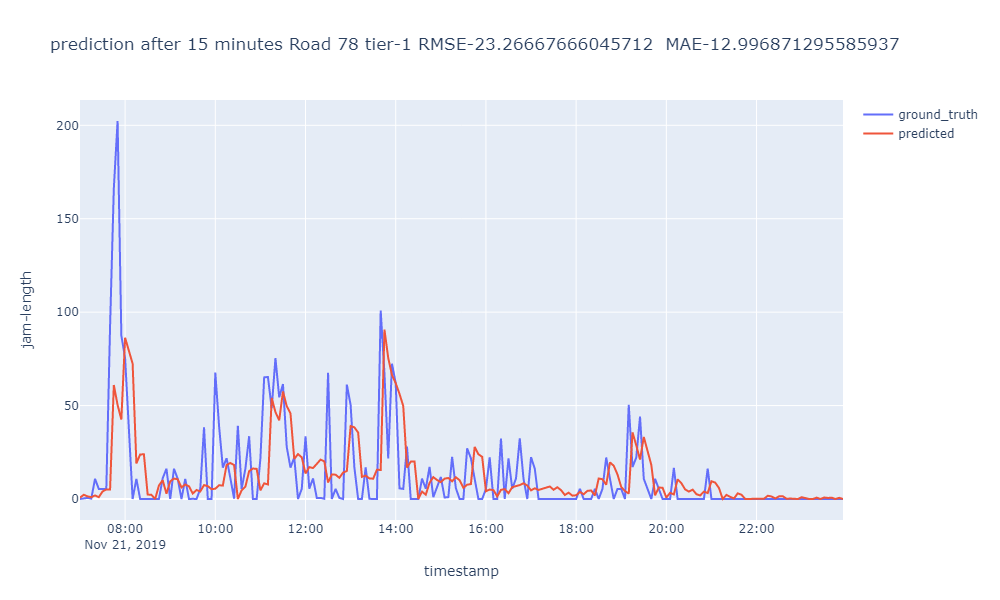 prediction after 15 minutes Road 78 tier-1 RMSE-23.26667666045712  MAE-12.996871295585937
ground_truth
predicted
200
150
100
50
0
jam-length
08:00 10:00 12:00 14:00 16:00 18:00 20:00 22:00
Nov 21, 2019
timestamp